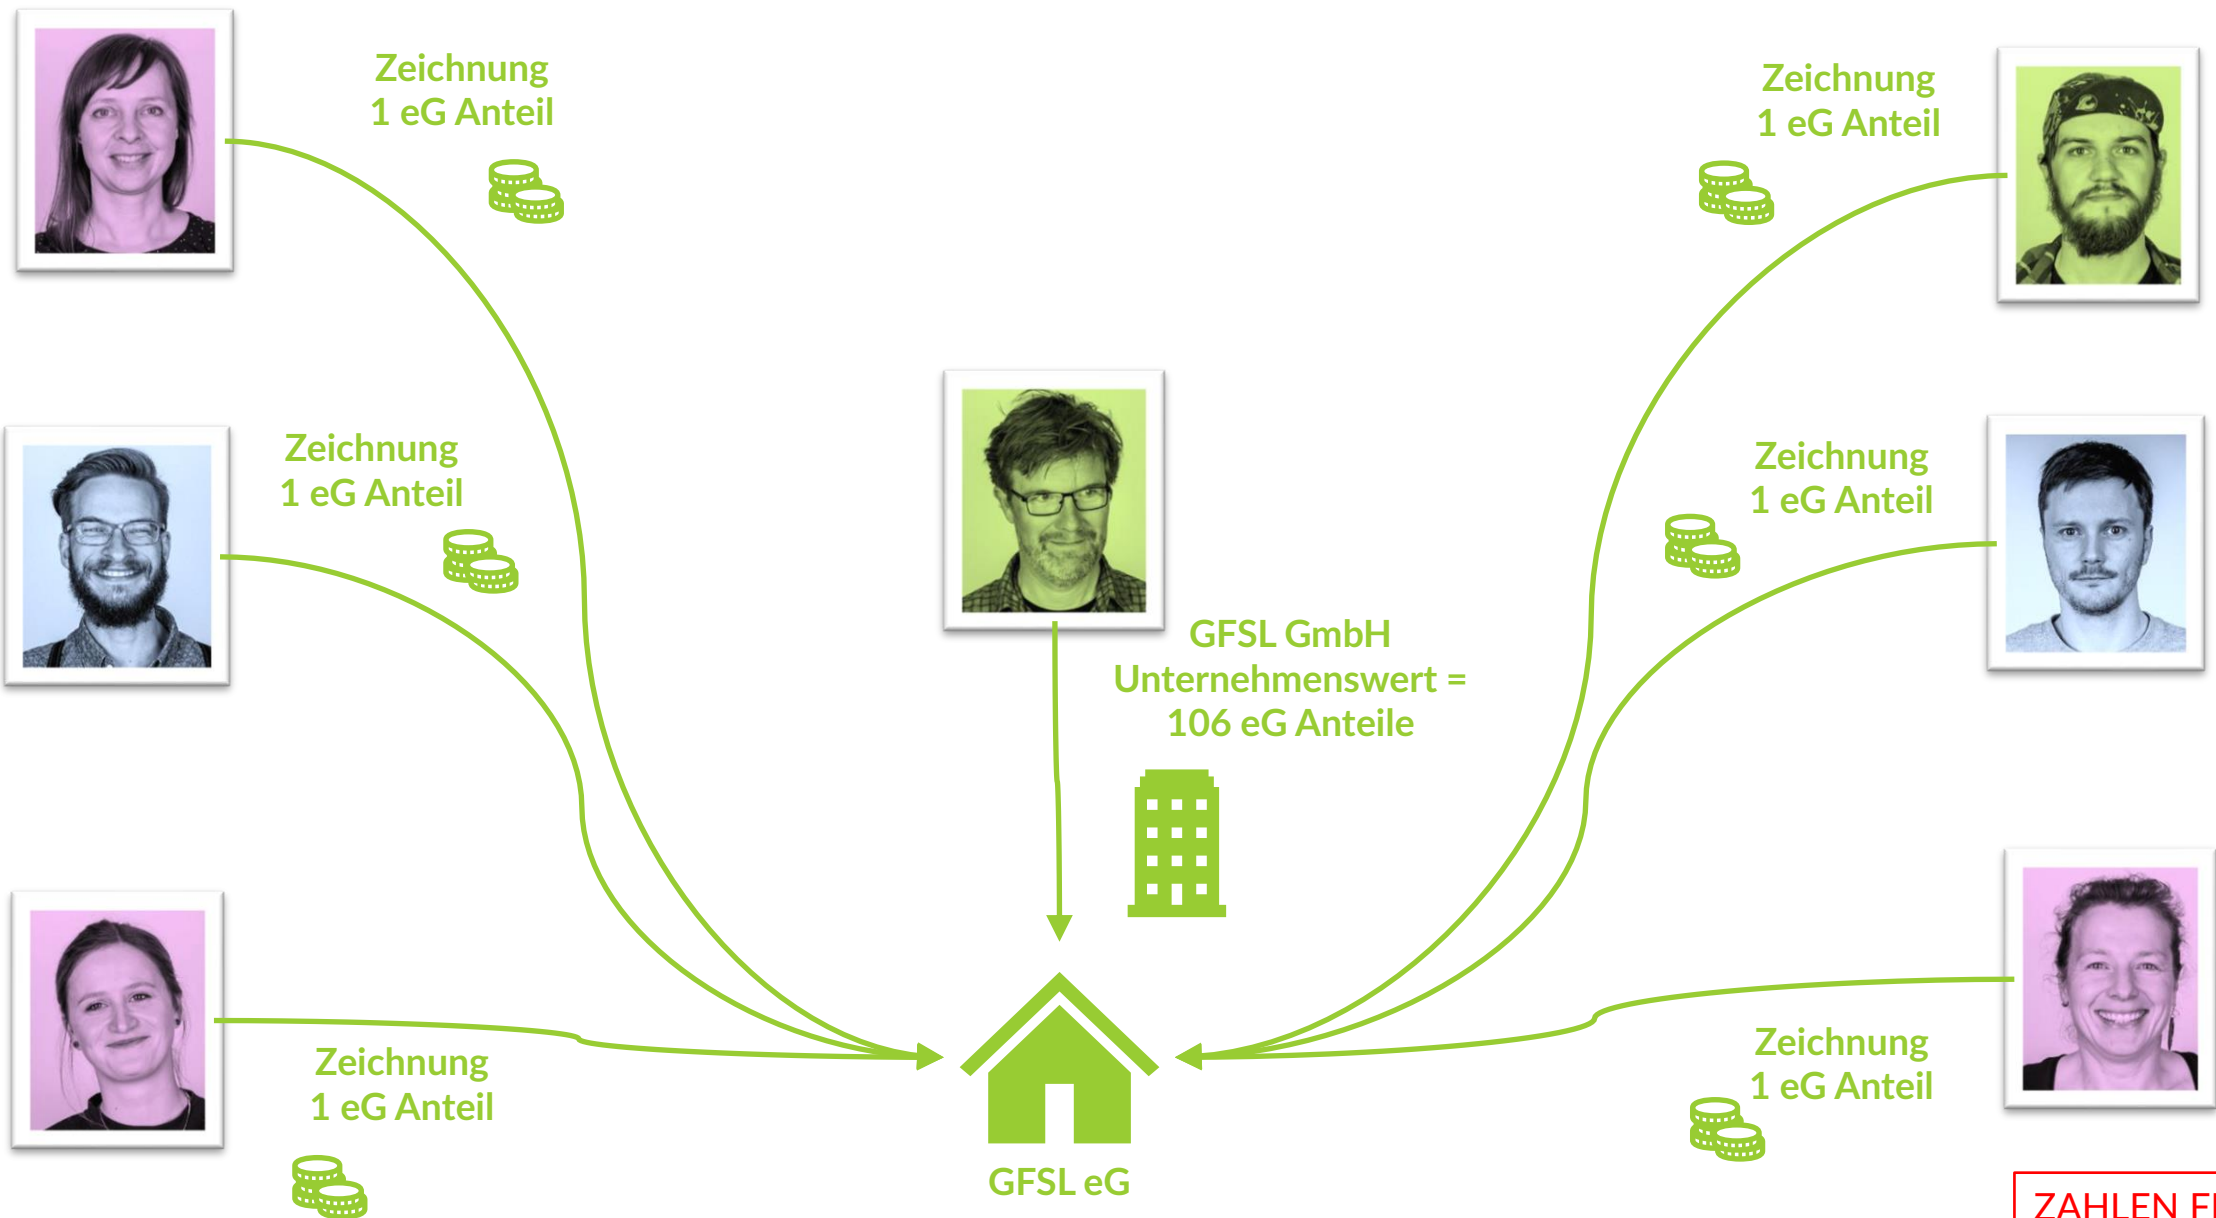 Zeichnung
1 eG Anteil
Zeichnung
1 eG Anteil
Zeichnung
1 eG Anteil
Zeichnung
1 eG Anteil
GFSL GmbH
Unternehmenswert =
106 eG Anteile
Zeichnung
1 eG Anteil
Zeichnung
1 eG Anteil
GFSL eG
ZAHLEN